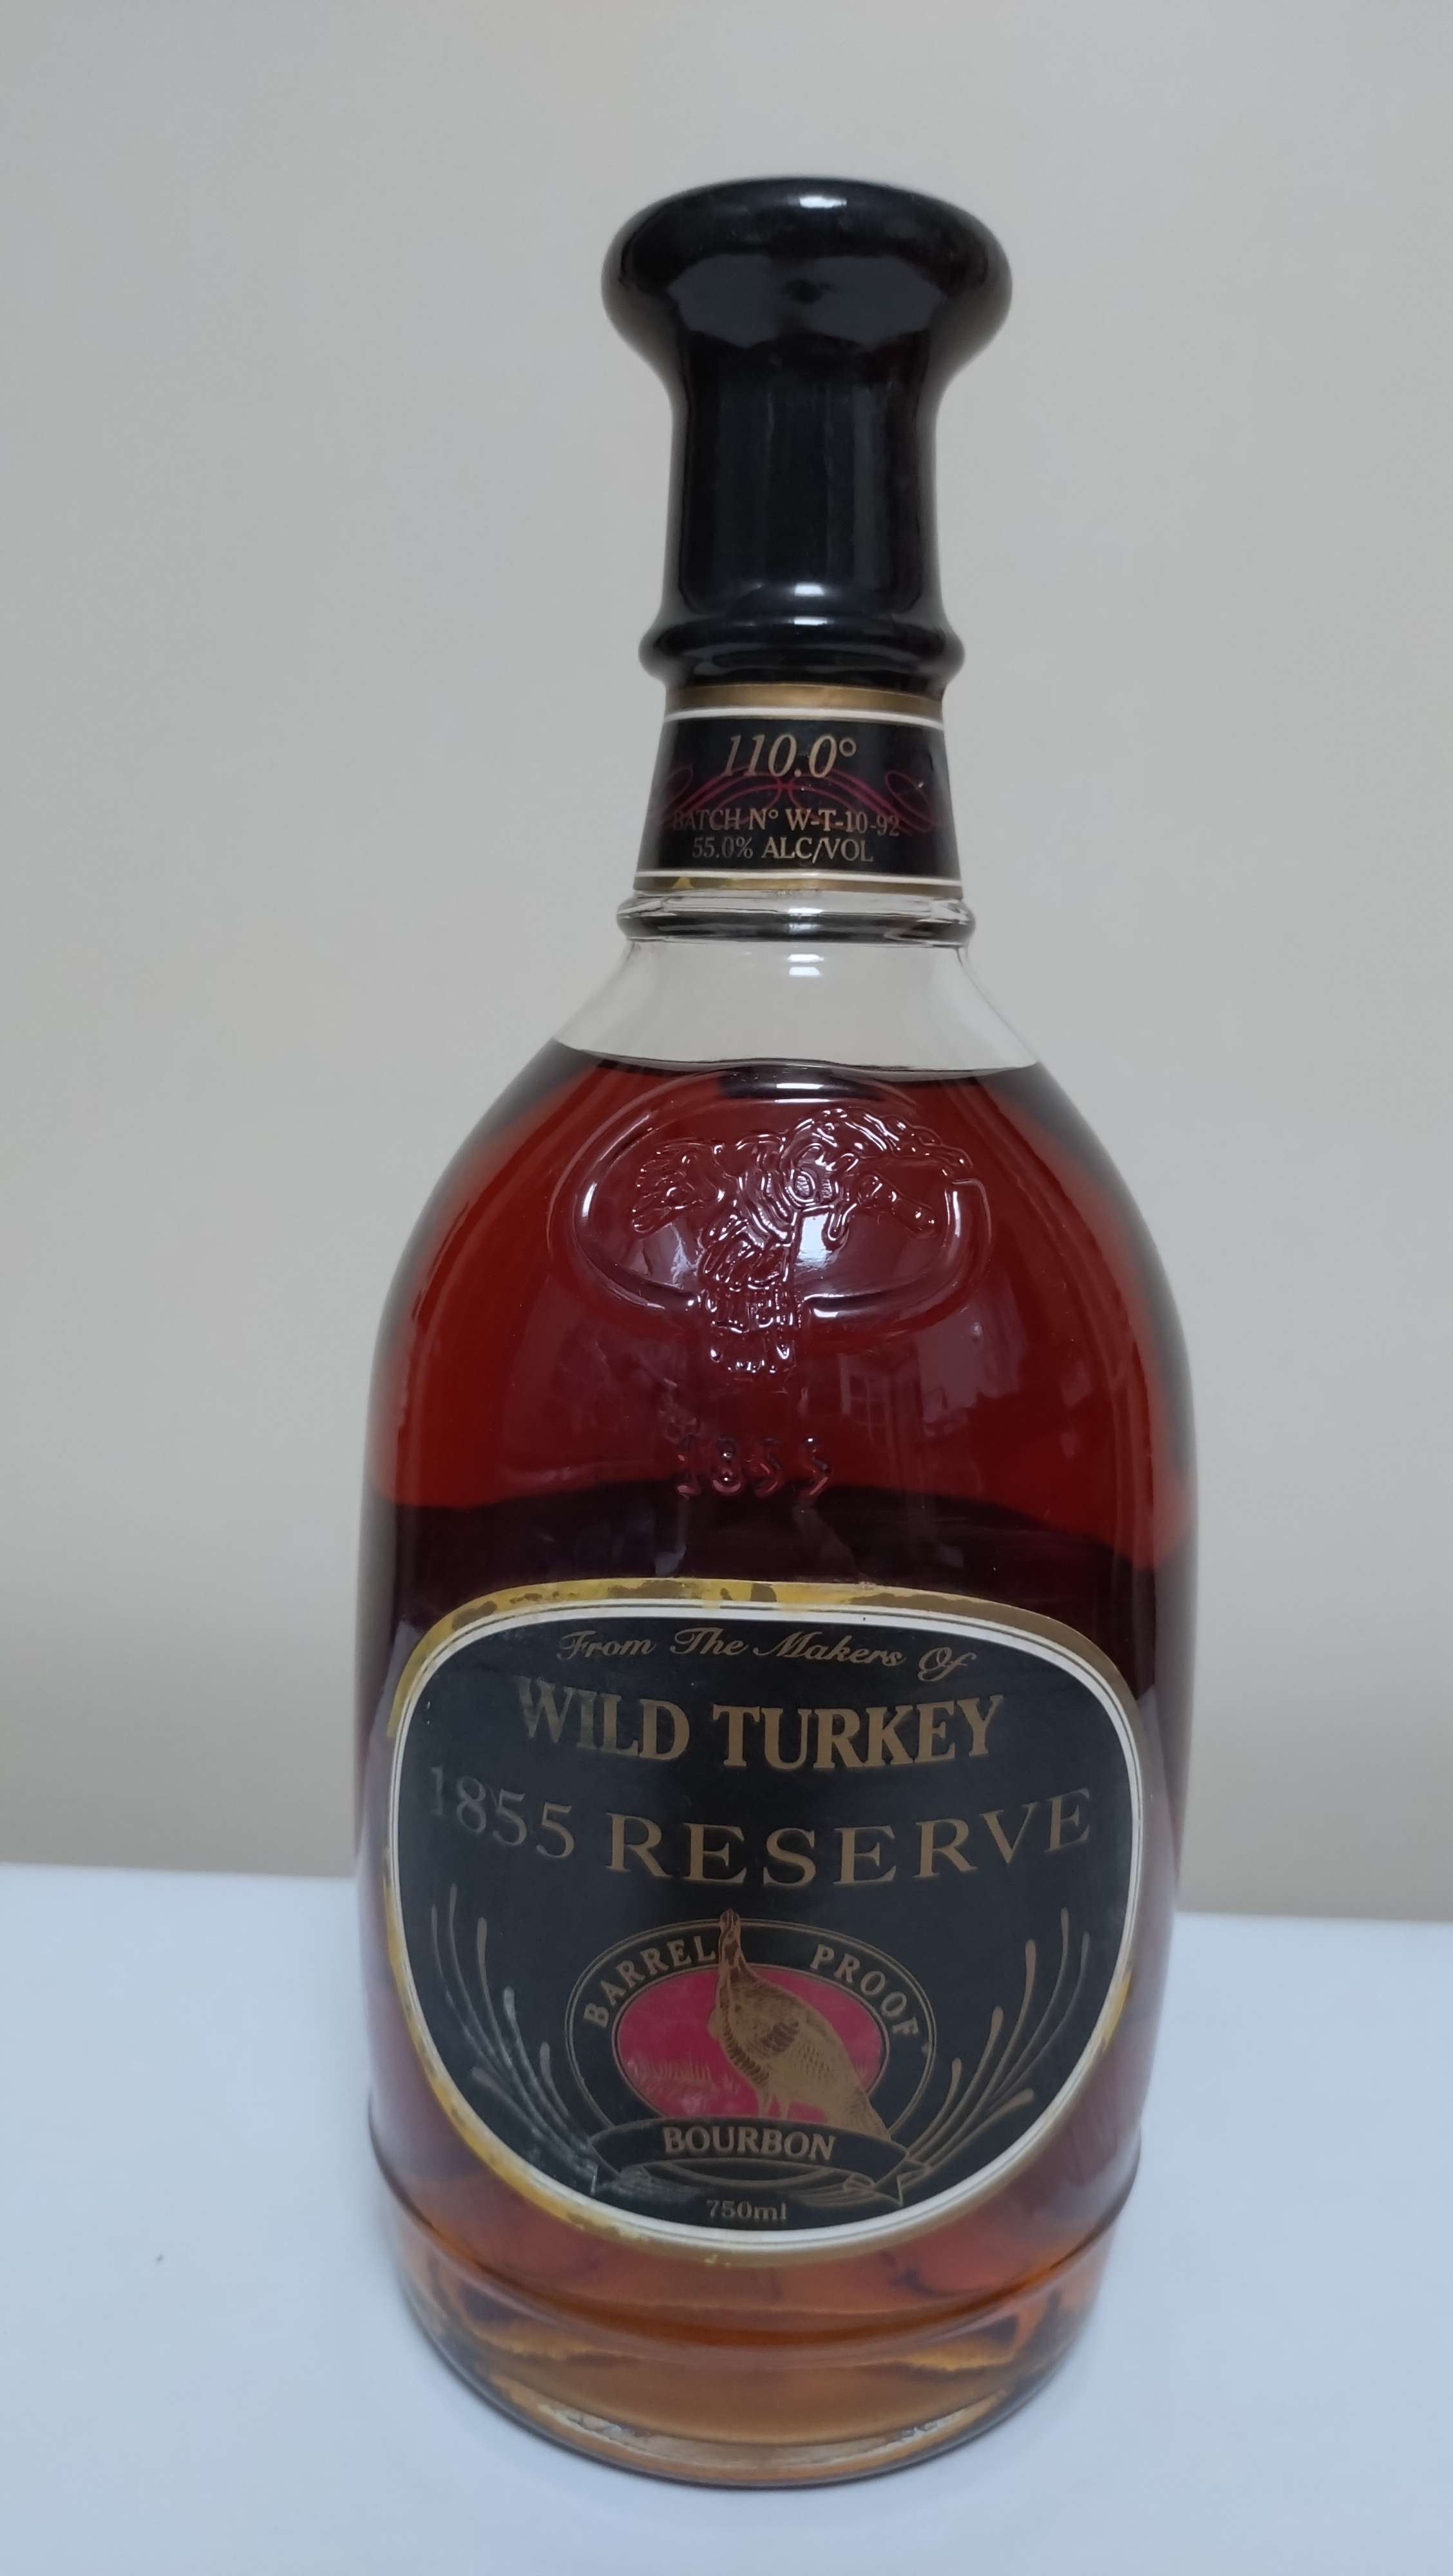 110.0°
BATCH N° W-T-10-92
55.0% ALC/VOL
1855
From The Makers Of
WILD TURKEY
1855 RESERVE
BARREL PROOF
BOURBON
750ml